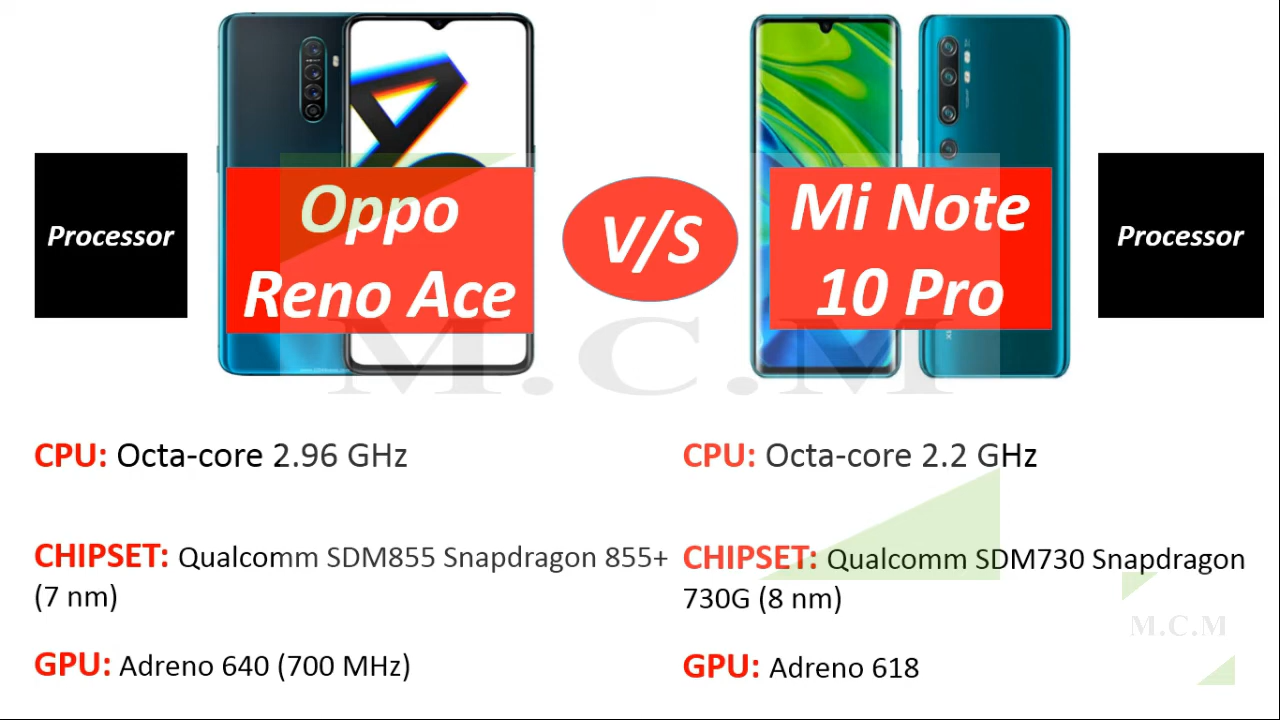 Processor
Oppo
Reno Ace
V/S
Mi Note
10 Pro
Processor
M.C.M
CPU: Octa-core 2.96 GHz
CHIPSET: Qualcomm SDM855 Snapdragon 855+
(7 nm)
GPU: Adreno 640 (700 MHz)
CPU: Octa-core 2.2 GHz
CHIPSET: Qualcomm SDM730 Snapdragon
730G (8 nm)
GPU: Adreno 618
M.C.M